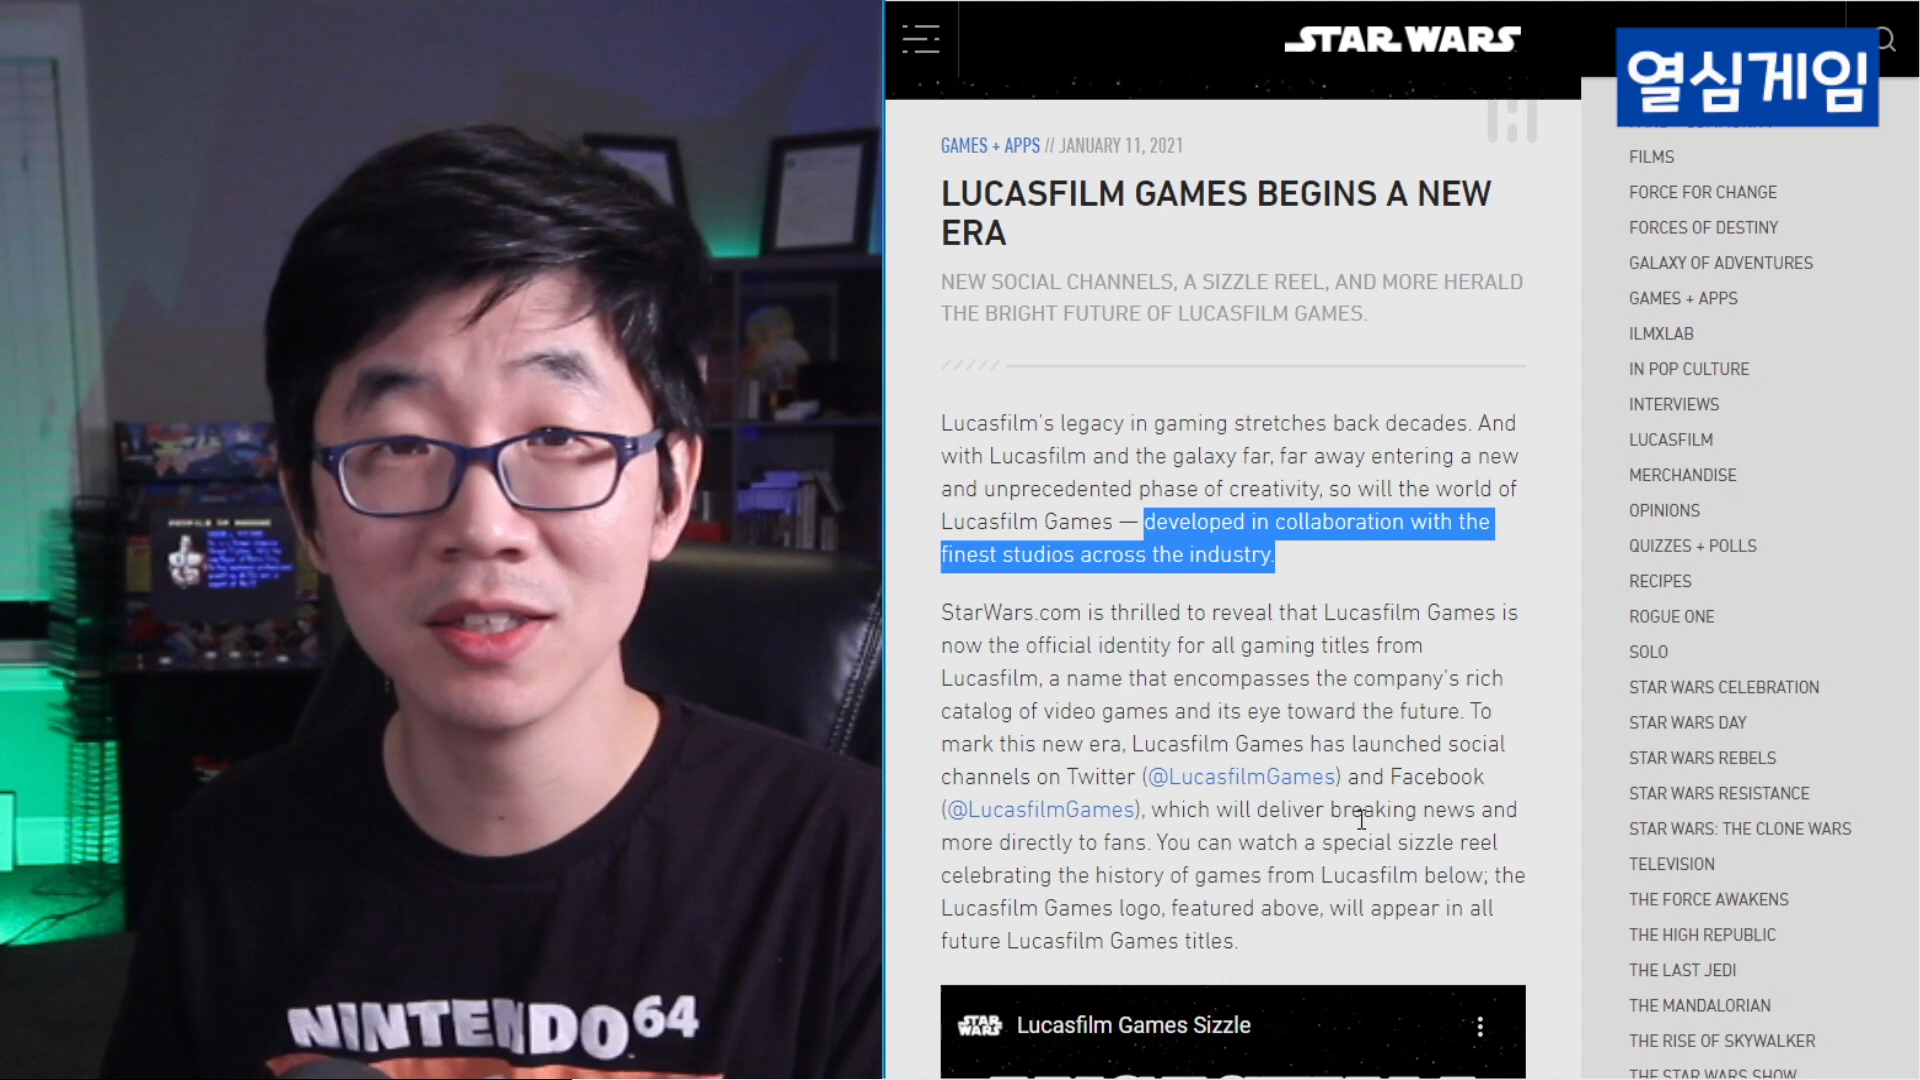 STAR WARS
열심게임
GAMES + APPS // JANUARY 11, 2021
LUCASFILM GAMES BEGINS A NEW
ERA
NEW SOCIAL CHANNELS, A SIZZLE REEL, AND MORE HERALD
THE BRIGHT FUTURE OF LUCASFILM GAMES.
Lucasfilm's legacy in gaming stretches back decades. And
with Lucasfilm and the galaxy far, far away entering a new
and unprecedented phase of creativity, so will the world of
Lucasfilm Games — developed in collaboration with the
finest studios across the industry.
StarWars.com is thrilled to reveal that Lucasfilm Games is
now the official identity for all gaming titles from
Lucasfilm, a name that encompasses the company's rich
catalog of video games and its eye toward the future. To
mark this new era, Lucasfilm Games has launched social
channels on Twitter (@LucasfilmGames) and Facebook
(@LucasfilmGames), which will deliver breaking news and
more directly to fans. You can watch a special sizzle reel
celebrating the history of games from Lucasfilm below; the
Lucasfilm Games logo, featured above, will appear in all
future Lucasfilm Games titles.
STAR WARS
Lucasfilm Games Sizzle
FILMS
FORCE FOR CHANGE
FORCES OF DESTINY
GALAXY OF ADVENTURES
GAMES + APPS
ILMXLAB
IN POP CULTURE
INTERVIEWS
LUCASFILM
MERCHANDISE
OPINIONS
QUIZZES + POLLS
RECIPES
ROGUE ONE
SOLO
STAR WARS CELEBRATION
STAR WARS DAY
STAR WARS REBELS
STAR WARS RESISTANCE
STAR WARS: THE CLONE WARS
TELEVISION
THE FORCE AWAKENS
THE HIGH REPUBLIC
THE LAST JEDI
THE MANDALORIAN
THE RISE OF SKYWALKER
THE STAR WARS SHOW
NINTENDO 64